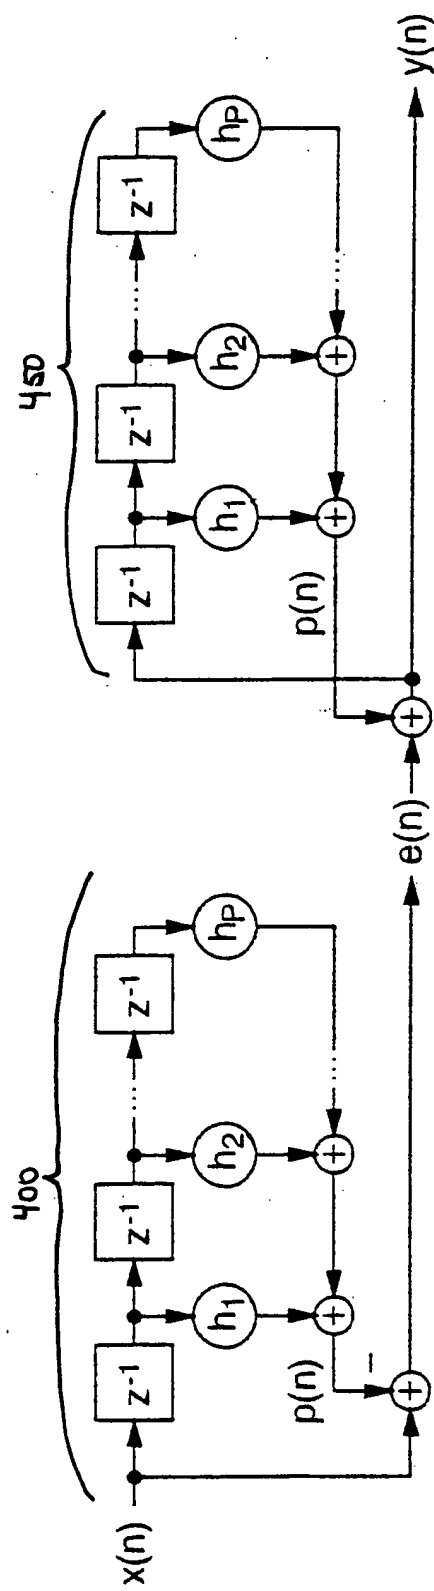 400
450
z⁻¹
z⁻¹
z⁻¹
z⁻¹
z⁻¹
z⁻¹
h₁
h₂
hₚ
h₁
h₂
hₚ
+
+
+
+
p(n)
p(n)
−
x(n)
+
e(n)
+
y(n)